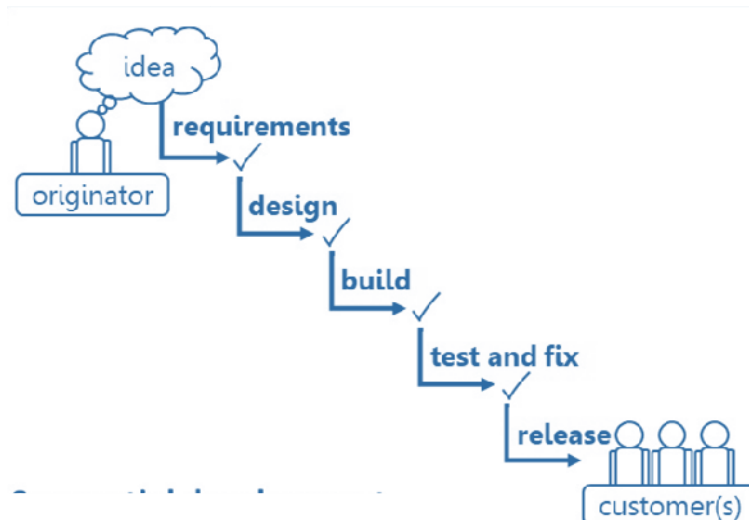 idea
requirements
originator
design
build
test and fix
release
customer(s)